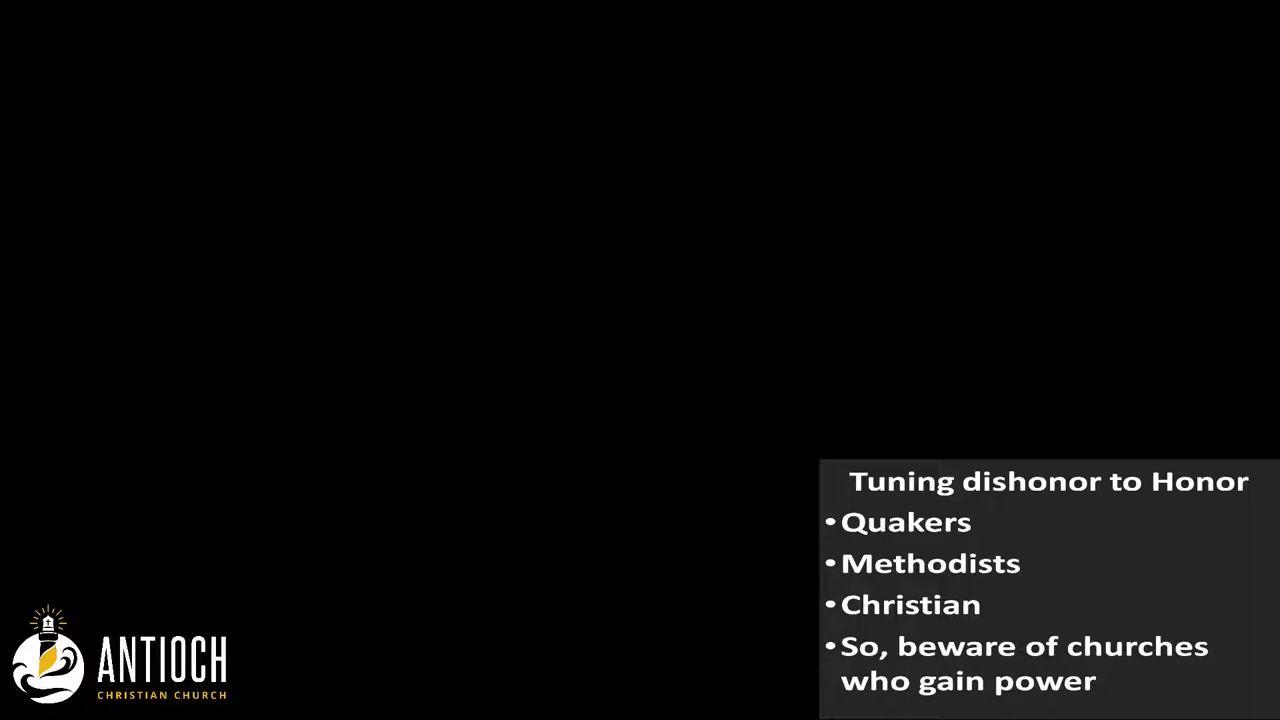 Tuning dishonor to Honor
•Quakers
•Methodists
•Christian
•So, beware of churches
who gain power
ANTIOCH
CHRISTIAN CHURCH